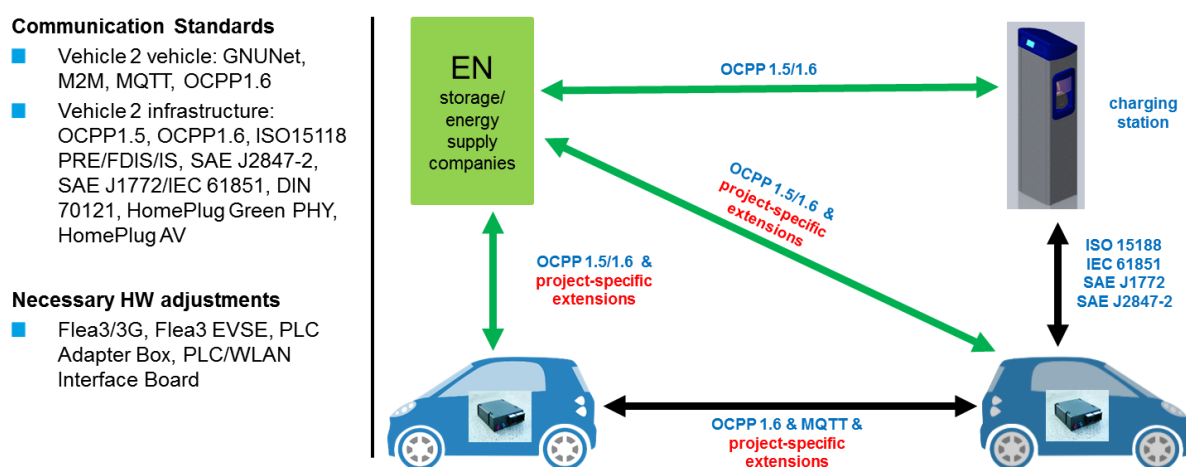 Communication Standards
Vehicle 2 vehicle: GNUNet,
M2M, MQTT, OCPP1.6
Vehicle 2 infrastructure:
OCPP1.5, OCPP1.6, ISO15118
PRE/FDIS/IS, SAE J2847-2,
SAE J1772/IEC 61851, DIN
70121, HomePlug Green PHY,
HomePlug AV
Necessary HW adjustments
Flea3/3G, Flea3 EVSE, PLC
Adapter Box, PLC/WLAN
Interface Board
EN
storage/
energy
supply
companies
OCPP 1.5/1.6
charging
station
OCPP 1.5/1.6 &
project-specific
extensions
OCPP 1.5/1.6 &
project-specific
extensions
ISO 15188
IEC 61851
SAE J1772
SAE J2847-2
OCPP 1.6 & MQTT &
project-specific
extensions